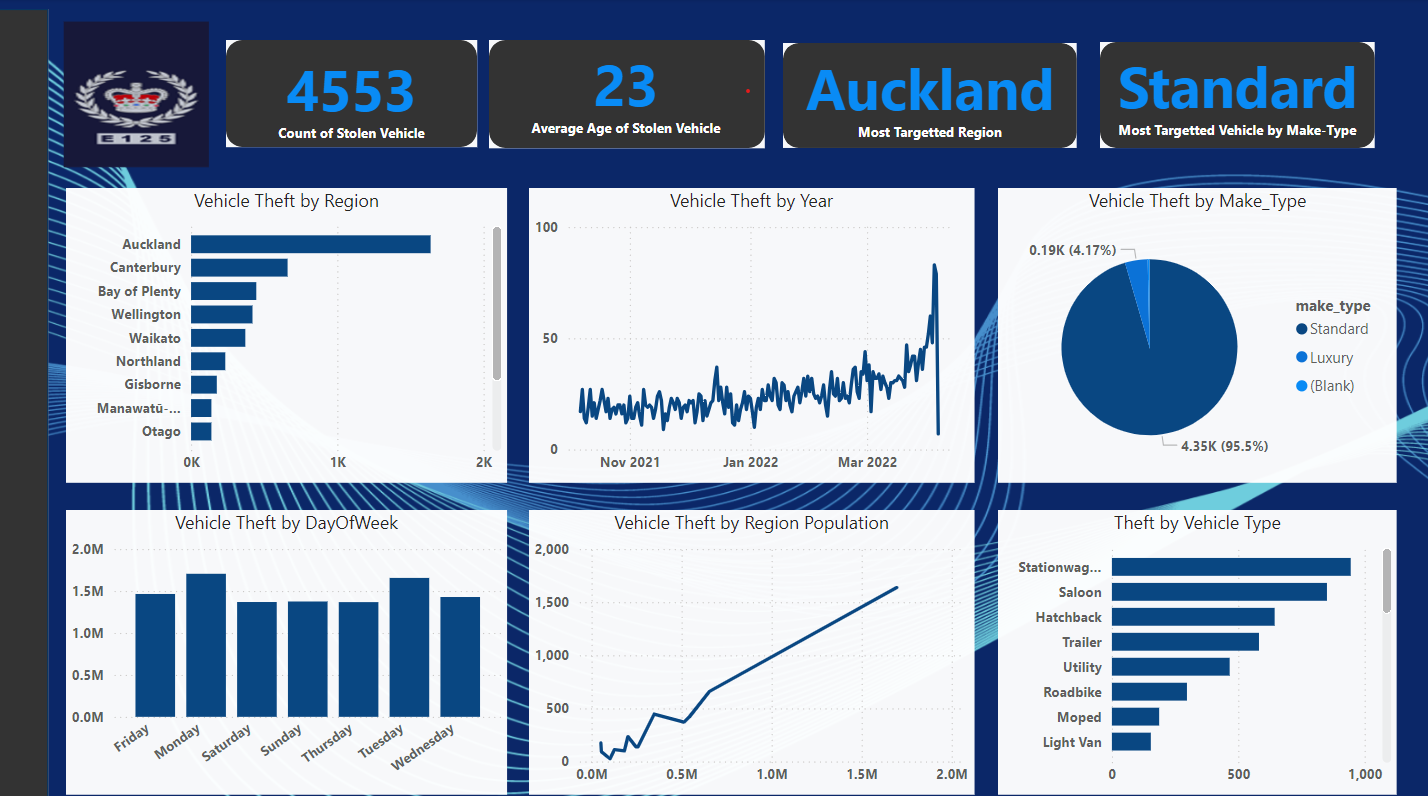 E125
4553
Count of Stolen Vehicle
23
Average Age of Stolen Vehicle
Auckland
Most Targetted Region
Standard
Most Targetted Vehicle by Make-Type
Vehicle Theft by Region
Auckland
Canterbury
Bay of Plenty
Wellington
Waikato
Northland
Gisborne
Manawatū-...
Otago
0K 1K 2K
Vehicle Theft by Year
100
50
0
Nov 2021 Jan 2022 Mar 2022
Vehicle Theft by Make_Type
0.19K (4.17%)
4.35K (95.5%)
make_type
Standard
Luxury
(Blank)
Vehicle Theft by DayOfWeek
2.0M
1.5M
1.0M
0.5M
0.0M
Friday Monday Saturday Sunday Thursday Tuesday Wednesday
Vehicle Theft by Region Population
2,000
1,500
1,000
500
0
0.0M 0.5M 1.0M 1.5M 2.0M
Theft by Vehicle Type
Stationwag...
Saloon
Hatchback
Trailer
Utility
Roadbike
Moped
Light Van
0 500 1,000